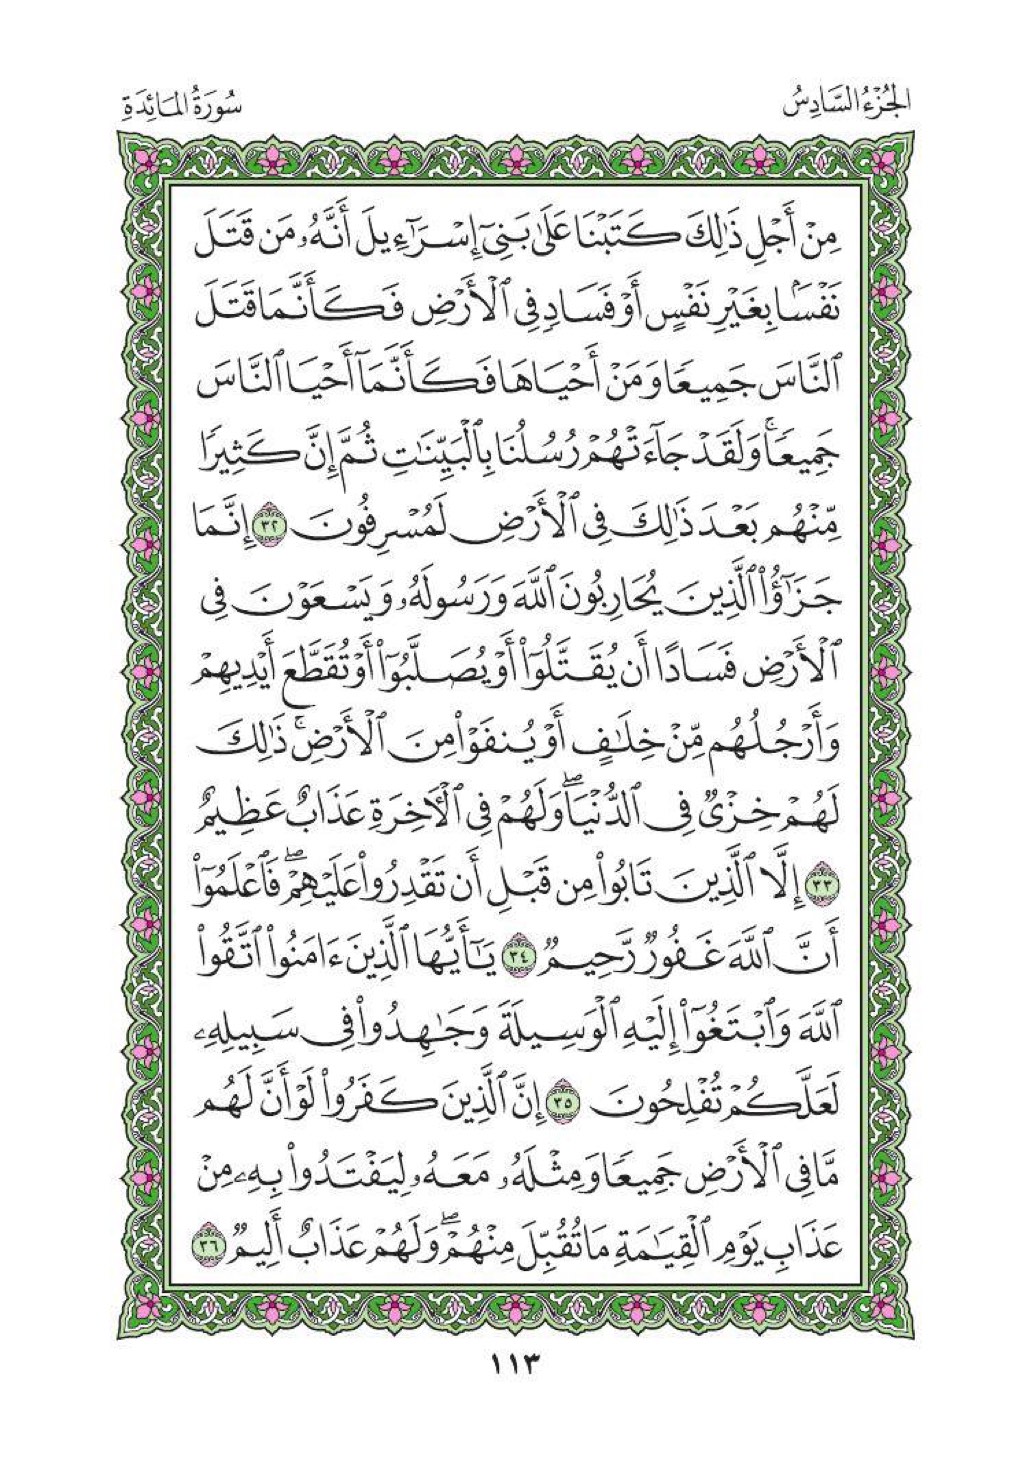 الجُزْءُ السَّادِسُ
سُورَةُ المَائِدَةِ
مِنْ أَجْلِ ذَٰلِكَ كَتَبْنَا عَلَىٰ بَنِىٓ إِسْرَٰٓءِيلَ أَنَّهُۥ مَن قَتَلَ
نَفْسَۢا بِغَيْرِ نَفْسٍ أَوْ فَسَادٍ فِى ٱلْأَرْضِ فَكَأَنَّمَا قَتَلَ
ٱلنَّاسَ جَمِيعًا وَمَنْ أَحْيَاهَا فَكَأَنَّمَآ أَحْيَا ٱلنَّاسَ
جَمِيعًاۚ وَلَقَدْ جَآءَتْهُمْ رُسُلُنَا بِٱلْبَيِّنَٰتِ ثُمَّ إِنَّ كَثِيرًا
مِّنْهُم بَعْدَ ذَٰلِكَ فِى ٱلْأَرْضِ لَمُسْرِفُونَ ٣٢ إِنَّمَا
جَزَٰٓؤُا۟ ٱلَّذِينَ يُحَارِبُونَ ٱللَّهَ وَرَسُولَهُۥ وَيَسْعَوْنَ فِى
ٱلْأَرْضِ فَسَادًا أَن يُقَتَّلُوٓا۟ أَوْ يُصَلَّبُوٓا۟ أَوْ تُقَطَّعَ أَيْدِيهِمْ
وَأَرْجُلُهُم مِّنْ خِلَٰفٍ أَوْ يُنفَوْا۟ مِنَ ٱلْأَرْضِۚ ذَٰلِكَ
لَهُمْ خِزْىٌ فِى ٱلدُّنْيَاۖ وَلَهُمْ فِى ٱلْأَخِرَةِ عَذَابٌ عَظِيمٌ
٣٣ إِلَّا ٱلَّذِينَ تَابُوا۟ مِن قَبْلِ أَن تَقْدِرُوا۟ عَلَيْهِمْۖ فَٱعْلَمُوٓا۟
أَنَّ ٱللَّهَ غَفُورٌ رَّحِيمٌ ٣٤ يَٰٓأَيُّهَا ٱلَّذِينَ ءَامَنُوا۟ ٱتَّقُوا۟
ٱللَّهَ وَٱبْتَغُوٓا۟ إِلَيْهِ ٱلْوَسِيلَةَ وَجَٰهِدُوا۟ فِى سَبِيلِهِۦ
لَعَلَّكُمْ تُفْلِحُونَ ٣٥ إِنَّ ٱلَّذِينَ كَفَرُوا۟ لَوْ أَنَّ لَهُم
مَّا فِى ٱلْأَرْضِ جَمِيعًا وَمِثْلَهُۥ مَعَهُۥ لِيَفْتَدُوا۟ بِهِۦ مِنْ
عَذَابِ يَوْمِ ٱلْقِيَٰمَةِ مَا تُقُبِّلَ مِنْهُمْۖ وَلَهُمْ عَذَابٌ أَلِيمٌ ٣٦
١١٣